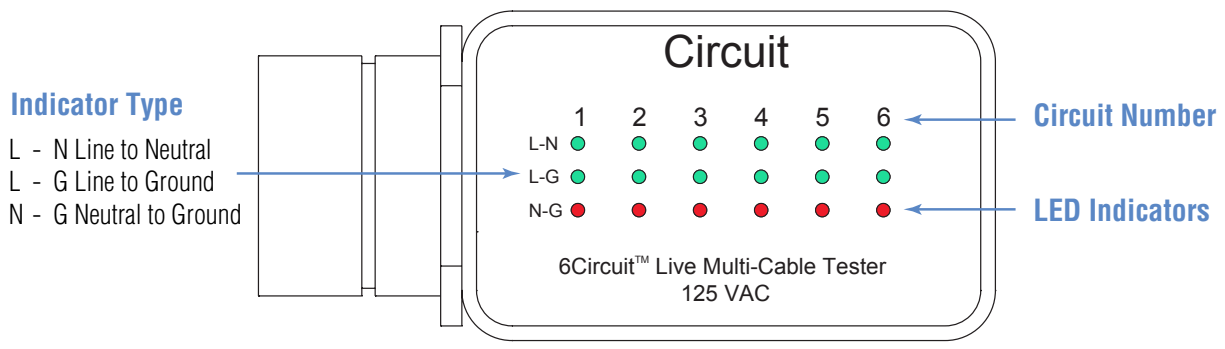 Circuit
Indicator Type
L - N Line to Neutral
L - G Line to Ground
N - G Neutral to Ground
1 2 3 4 5 6
L-N
L-G
N-G
Circuit Number
LED Indicators
6Circuit™ Live Multi-Cable Tester
125 VAC